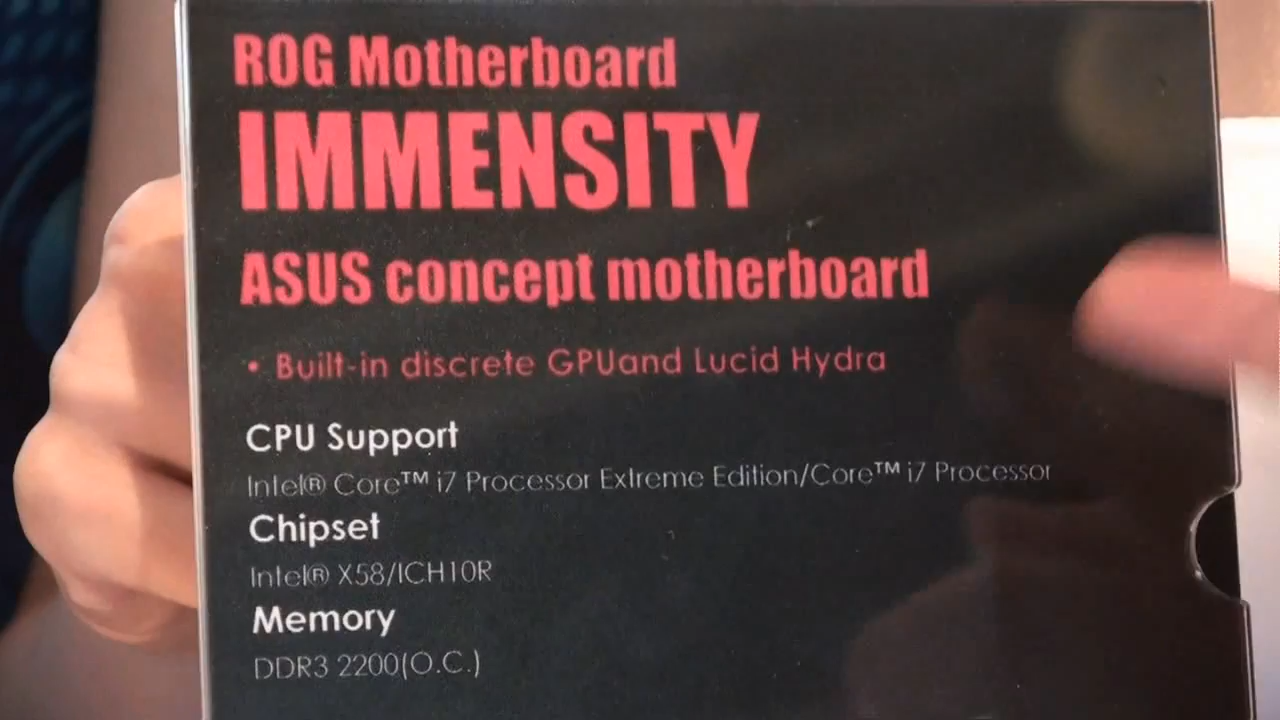 ROG Motherboard
IMMENSITY
ASUS concept motherboard
• Built-in discrete GPUand Lucid Hydra
CPU Support
Intel® Core™ i7 Processor Extreme Edition/Core™ i7 Processor
Chipset
Intel® X58/ICH10R
Memory
DDR3 2200(O.C.)